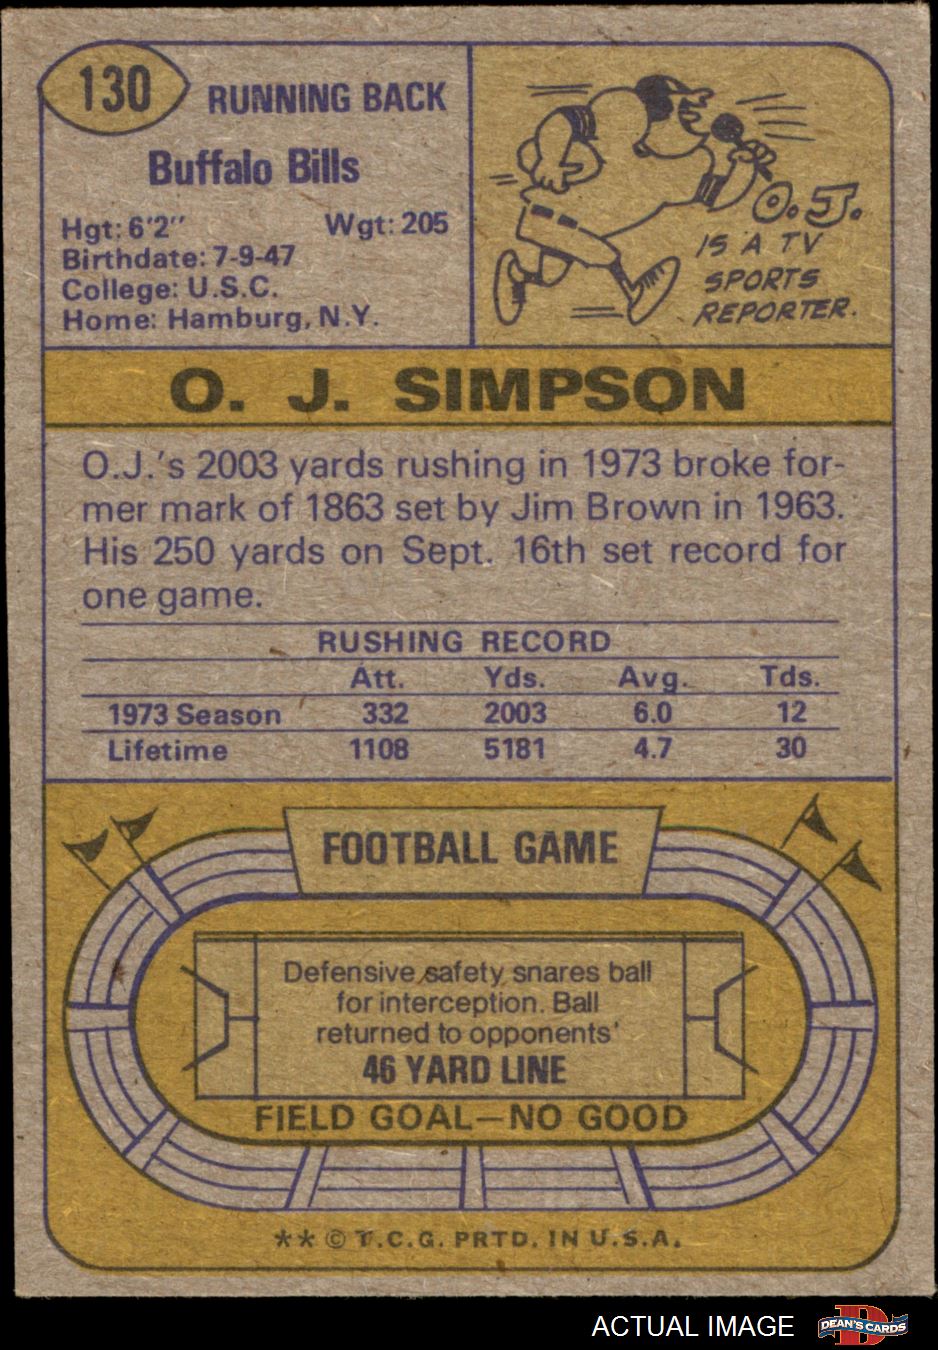 130
RUNNING BACK
Buffalo Bills
Hgt: 6'2" Wgt: 205
Birthdate: 7-9-47
College: U.S.C.
Home: Hamburg, N.Y.
O.J.
IS A TV
SPORTS
REPORTER.
O. J. SIMPSON
O.J.'s 2003 yards rushing in 1973 broke for-
mer mark of 1863 set by Jim Brown in 1963.
His 250 yards on Sept. 16th set record for
one game.
RUSHING RECORD
Att. Yds. Avg. Tds.
1973 Season 332 2003 6.0 12
Lifetime 1108 5181 4.7 30
FOOTBALL GAME
Defensive safety snares ball
for interception. Ball
returned to opponents'
46 YARD LINE
FIELD GOAL—NO GOOD
** © T.C.G. PRTD. IN U.S.A.
ACTUAL IMAGE
DEAN'S CARDS